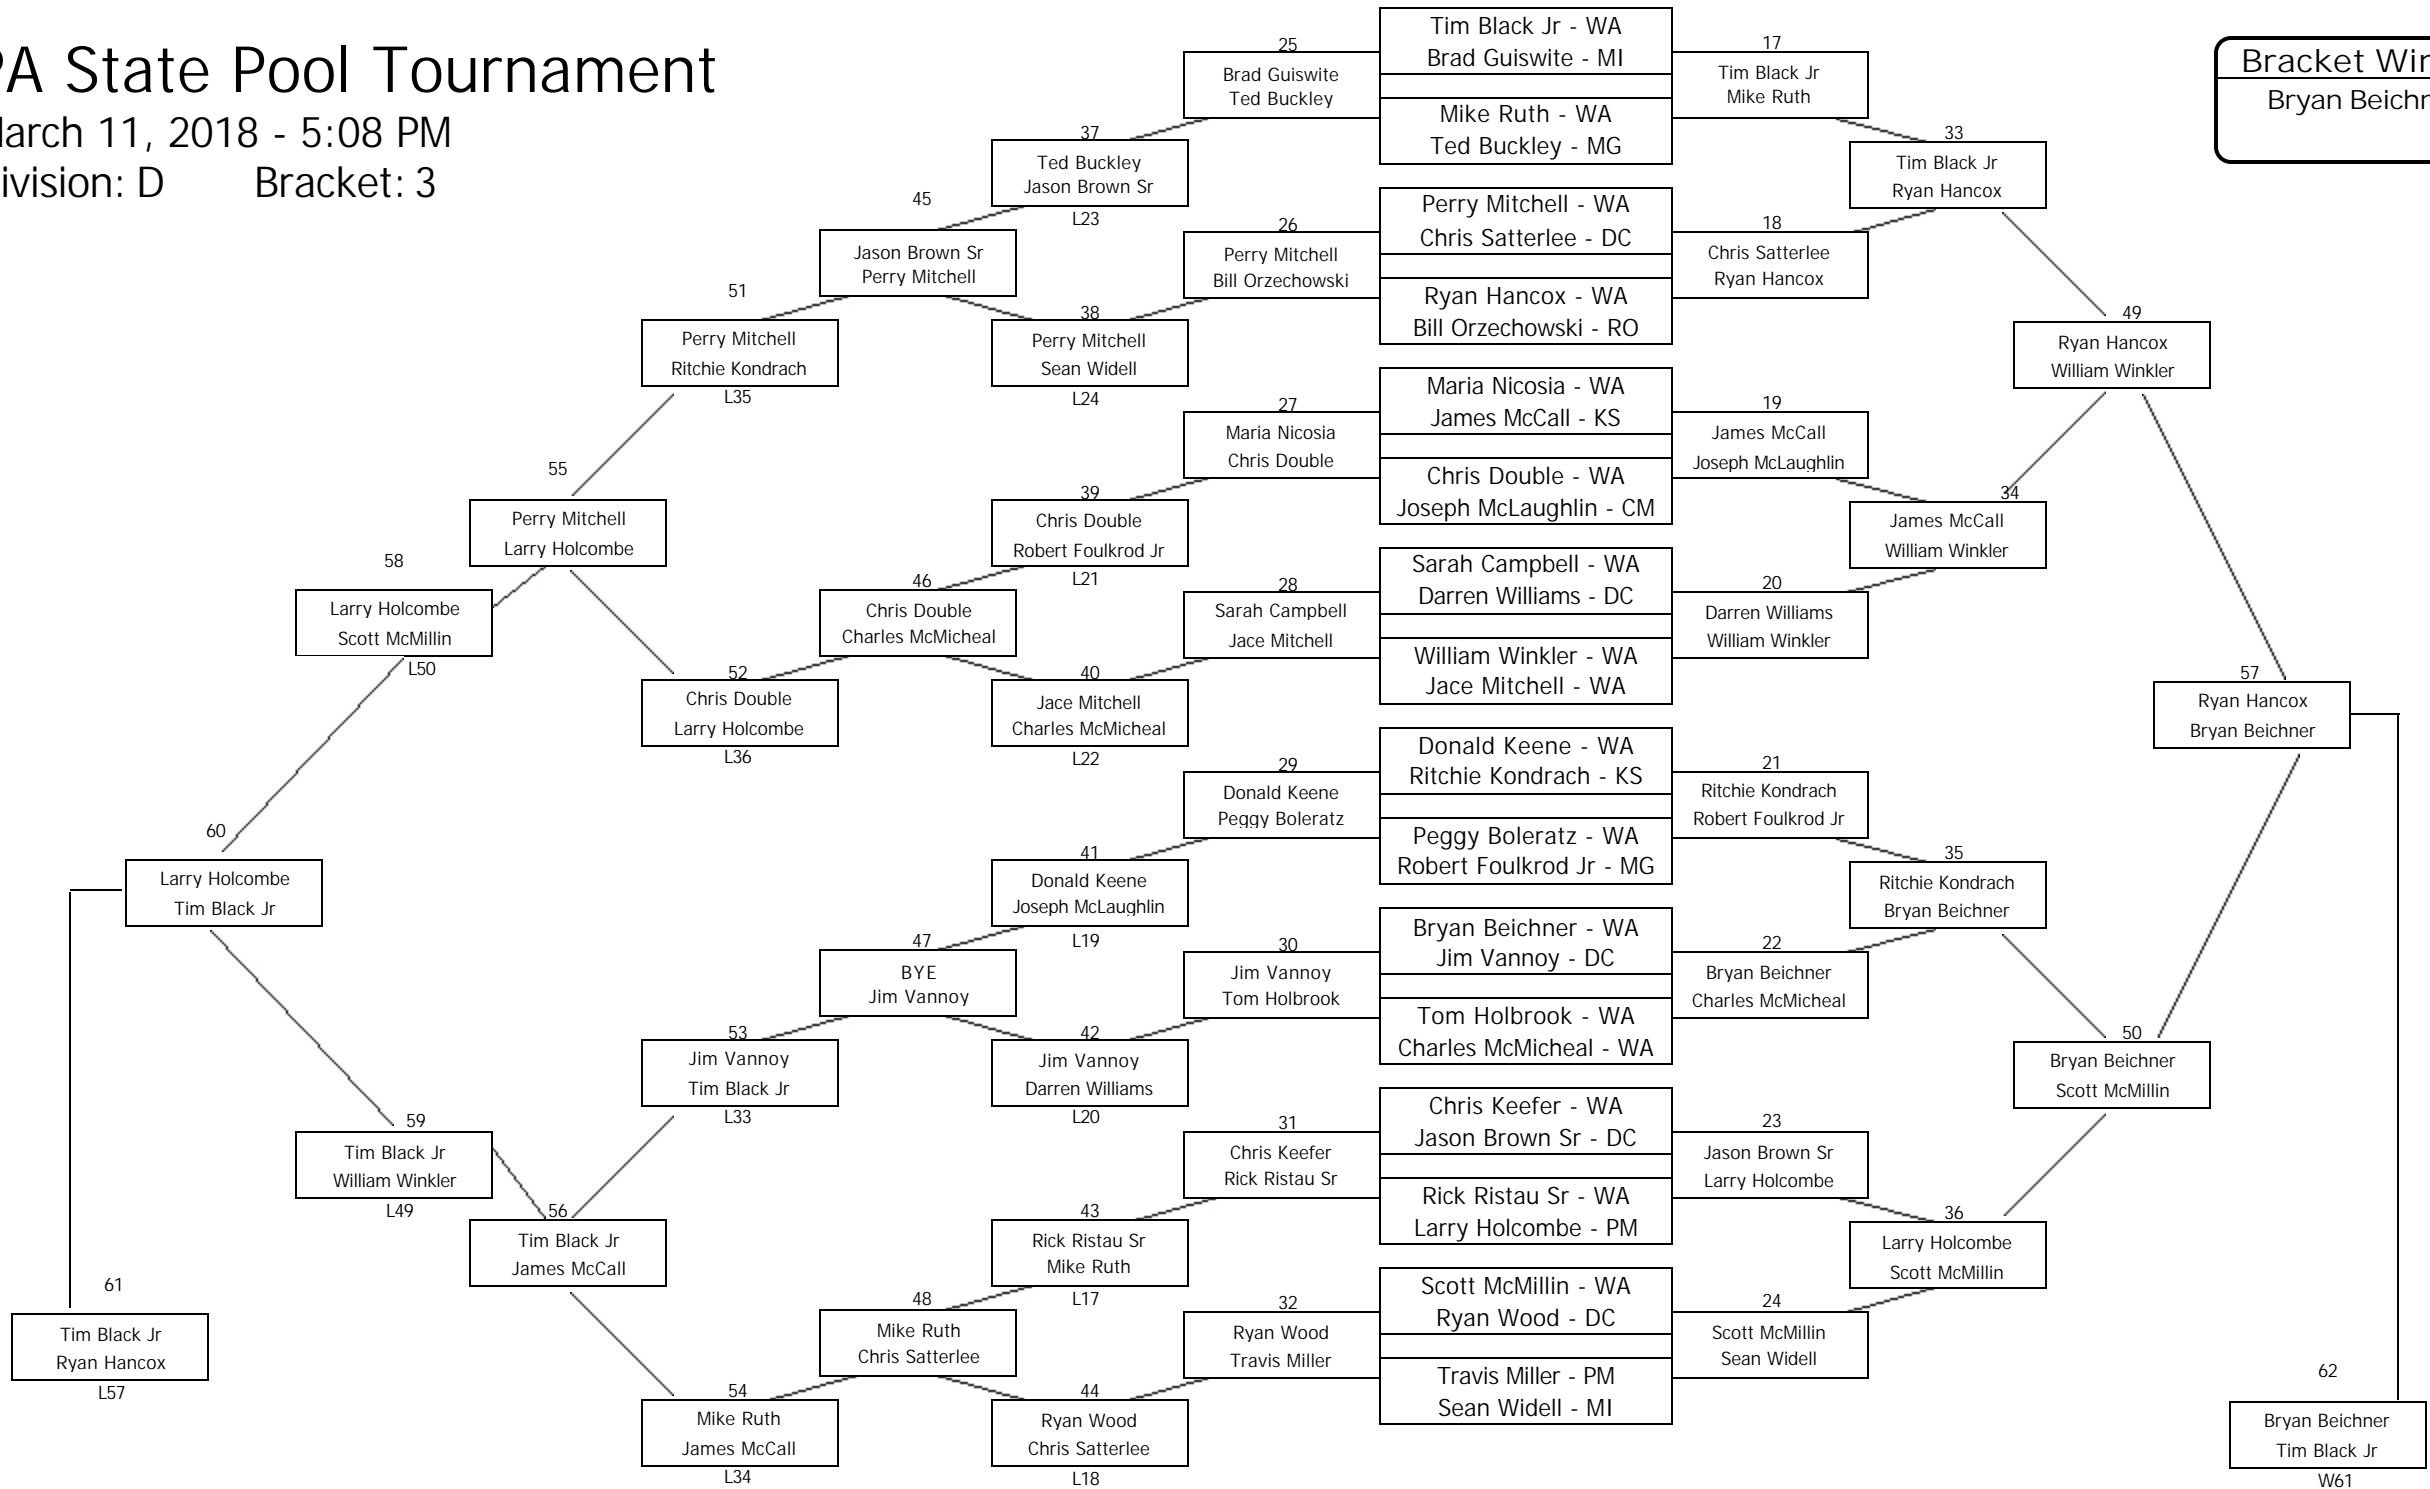 PA State Pool Tournament
March 11, 2018 - 5:08 PM
Division: D Bracket: 3
Bracket Win
Bryan Beichn
Tim Black Jr - WA
Brad Guiswite - MI
Mike Ruth - WA
Ted Buckley - MG
Perry Mitchell - WA
Chris Satterlee - DC
Ryan Hancox - WA
Bill Orzechowski - RO
Maria Nicosia - WA
James McCall - KS
Chris Double - WA
Joseph McLaughlin - CM
Sarah Campbell - WA
Darren Williams - DC
William Winkler - WA
Jace Mitchell - WA
Donald Keene - WA
Ritchie Kondrach - KS
Peggy Boleratz - WA
Robert Foulkrod Jr - MG
Bryan Beichner - WA
Jim Vannoy - DC
Tom Holbrook - WA
Charles McMicheal - WA
Chris Keefer - WA
Jason Brown Sr - DC
Rick Ristau Sr - WA
Larry Holcombe - PM
Scott McMillin - WA
Ryan Wood - DC
Travis Miller - PM
Sean Widell - MI
17
Tim Black Jr
Mike Ruth
18
Chris Satterlee
Ryan Hancox
19
James McCall
Joseph McLaughlin
20
Darren Williams
William Winkler
21
Ritchie Kondrach
Robert Foulkrod Jr
22
Bryan Beichner
Charles McMicheal
23
Jason Brown Sr
Larry Holcombe
24
Scott McMillin
Sean Widell
25
Brad Guiswite
Ted Buckley
26
Perry Mitchell
Bill Orzechowski
27
Maria Nicosia
Chris Double
28
Sarah Campbell
Jace Mitchell
29
Donald Keene
Peggy Boleratz
30
Jim Vannoy
Tom Holbrook
31
Chris Keefer
Rick Ristau Sr
32
Ryan Wood
Travis Miller
33
Tim Black Jr
Ryan Hancox
34
James McCall
William Winkler
35
Ritchie Kondrach
Bryan Beichner
36
Larry Holcombe
Scott McMillin
37
Ted Buckley
Jason Brown Sr
L23
38
Perry Mitchell
Sean Widell
L24
39
Chris Double
Robert Foulkrod Jr
L21
40
Jace Mitchell
Charles McMicheal
L22
41
Donald Keene
Joseph McLaughlin
L19
42
Jim Vannoy
Darren Williams
L20
43
Rick Ristau Sr
Mike Ruth
L17
44
Ryan Wood
Chris Satterlee
L18
45
Jason Brown Sr
Perry Mitchell
46
Chris Double
Charles McMicheal
47
BYE
Jim Vannoy
48
Mike Ruth
Chris Satterlee
49
Ryan Hancox
William Winkler
50
Bryan Beichner
Scott McMillin
51
Perry Mitchell
Ritchie Kondrach
L35
52
Chris Double
Larry Holcombe
L36
53
Jim Vannoy
Tim Black Jr
L33
54
Mike Ruth
James McCall
L34
55
Perry Mitchell
Larry Holcombe
56
Tim Black Jr
James McCall
57
Ryan Hancox
Bryan Beichner
58
Larry Holcombe
Scott McMillin
L50
59
Tim Black Jr
William Winkler
L49
60
Larry Holcombe
Tim Black Jr
61
Tim Black Jr
Ryan Hancox
L57
62
Bryan Beichner
Tim Black Jr
W61